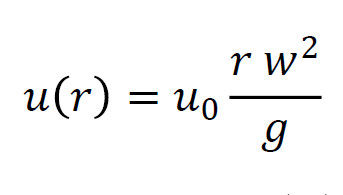 u(r) = u₀ r w² / g